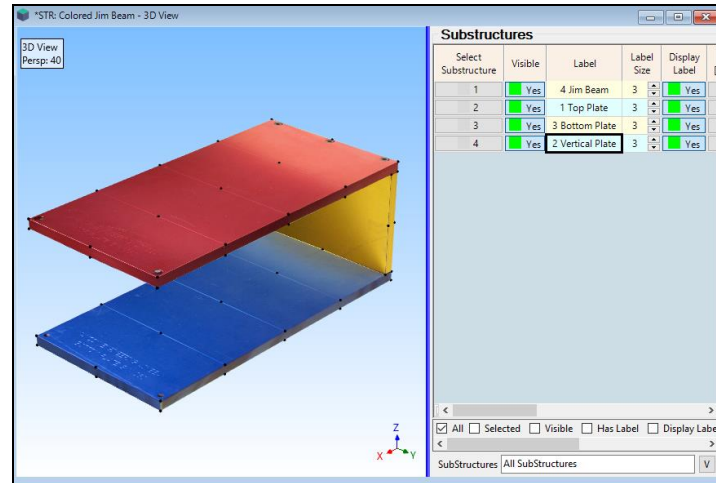 *STR: Colored Jim Beam - 3D View
3D View
Persp: 40
Z
X
Y
Substructures
Select Substructure Visible Label Label Size Display Label
1 Yes 4 Jim Beam 3 Yes
2 Yes 1 Top Plate 3 Yes
3 Yes 3 Bottom Plate 3 Yes
4 Yes 2 Vertical Plate 3 Yes
All Selected Visible Has Label Display Labe
SubStructures All SubStructures V